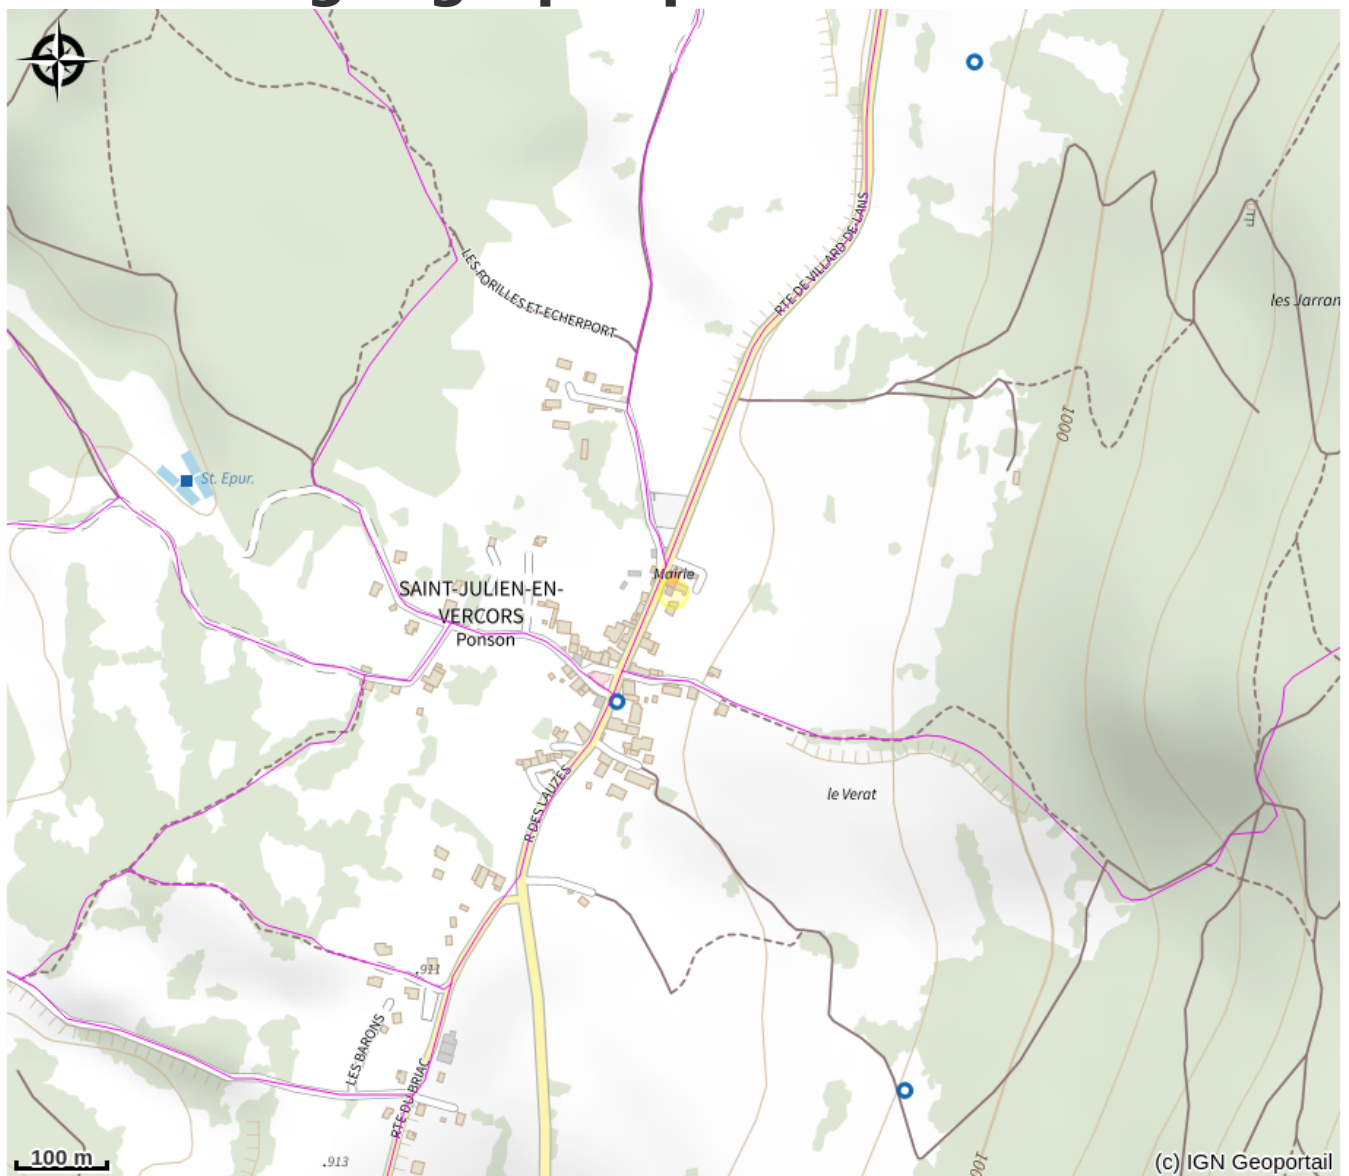 RTE DE VILLARD-DE-LANS
LES FORILLES-ET-ECHERPORT
les Jarran
1000
St. Epur.
Mairie
SAINT-JULIEN-EN-
VERCORS
Ponson
le Verat
R DES LAUZES
.911
LES BARONS
RTE DU BRIAC
.913
100
100 m
(c) IGN Geoportail